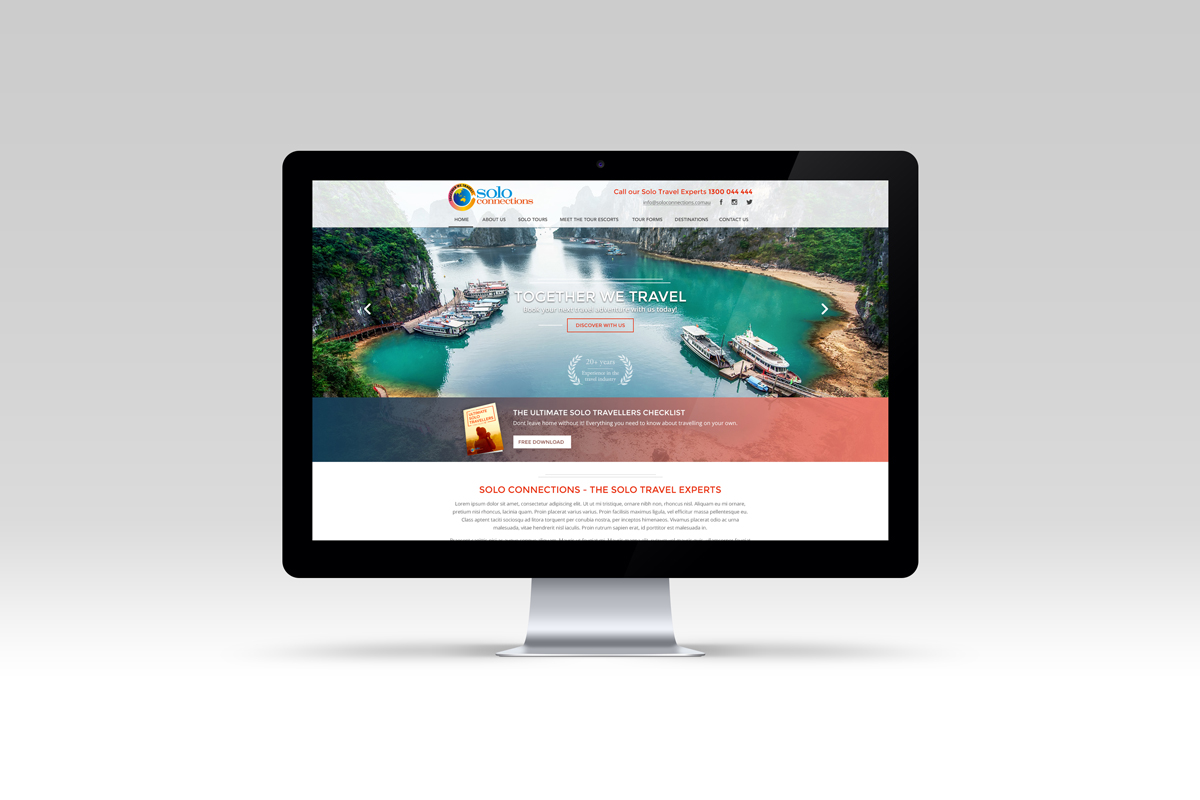 solo
connections
Call our Solo Travel Experts 1300 044 444
info@soloconnections.com.au
HOME ABOUT US SOLO TOURS MEET THE TOUR ESCORTS TOUR FORMS DESTINATIONS CONTACT US
TOGETHER WE TRAVEL
Book your next travel adventure with us today!
DISCOVER WITH US
20+ years
Experience in the
travel industry
ULTIMATE
SOLO
TRAVELLERS
THE ULTIMATE SOLO TRAVELLERS CHECKLIST
Dont leave home without it! Everything you need to know about travelling on your own.
FREE DOWNLOAD
SOLO CONNECTIONS - THE SOLO TRAVEL EXPERTS
Lorem ipsum dolor sit amet, consectetur adipiscing elit. Ut ut mi tristique, ornare nibh non, rhoncus nisl. Aliquam eu mi ornare,
pretium nisi rhoncus, lacinia quam. Proin placerat varius varius. Proin facilisis maximus ligula, vel efficitur massa pellentesque eu.
Class aptent taciti sociosqu ad litora torquent per conubia nostra, per inceptos himenaeos. Vivamus placerat odio ac urna
malesuada, vitae hendrerit nisl iaculis. Proin rutrum sapien erat, id porttitor est malesuada in.